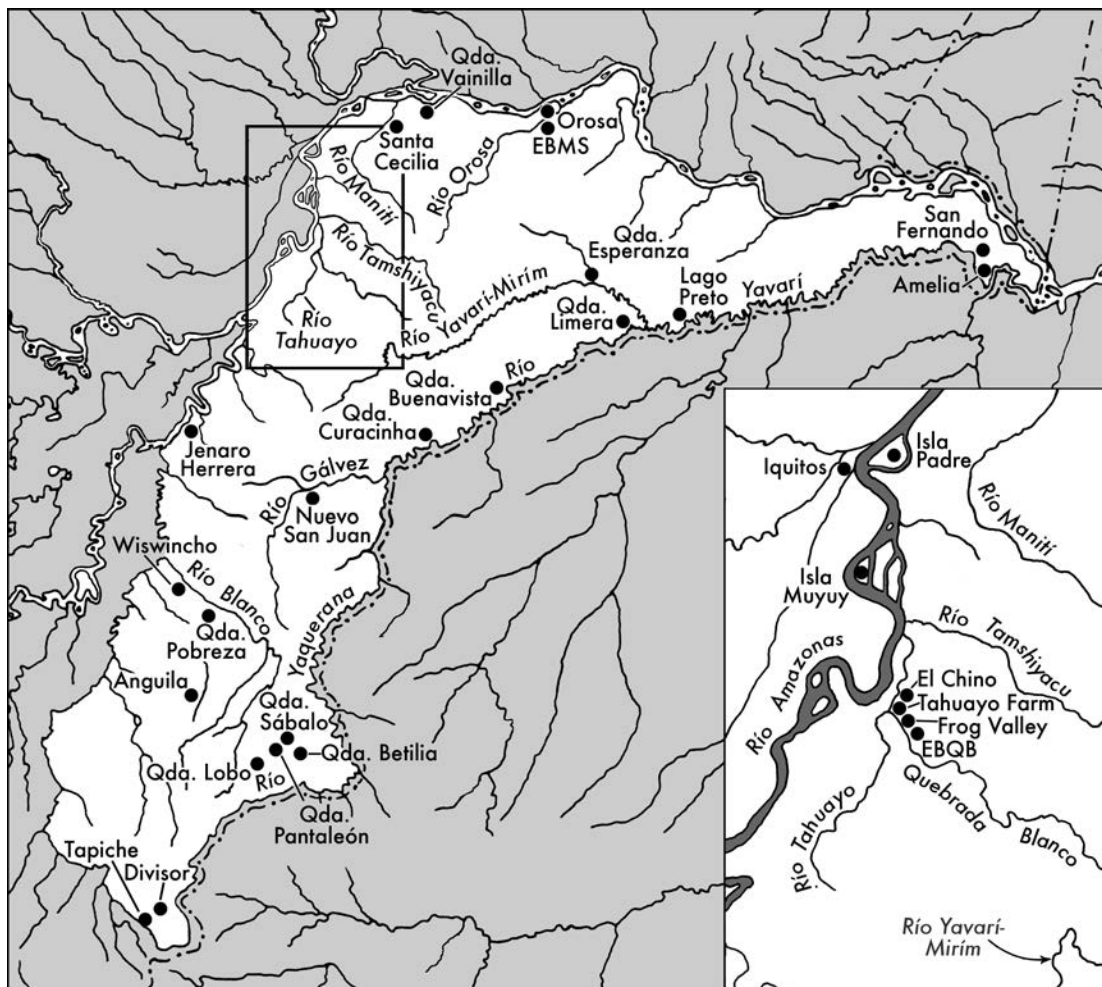 Qda.
Vainilla
Santa
Cecilia
Orosa
EBMS
Río Orosa
Río Manití
Río Tamshiyacu
Río
Tahuayo
Qda.
Esperanza
Río Yavarí-Mirím
Lago
Preto
Qda.
Limera
San
Fernando
Amelia
Río Yavarí
Qda.
Buenavista
Qda.
Curacinha
Jenaro
Herrera
Río Gálvez
Nuevo
San Juan
Wiswincho
Río Blanco
Qda.
Pobreza
Anguila
Río Yaquerana
Qda.
Sábalo
Qda. Betilia
Qda. Lobo
Qda.
Pantaleón
Tapiche
Divisor
Iquitos
Isla
Padre
Río Manití
Isla
Muyuy
Río Amazonas
Río Tamshiyacu
El Chino
Tahuayo Farm
Frog Valley
EBQB
Quebrada Blanco
Río Tahuayo
Río Yavarí-
Mirím